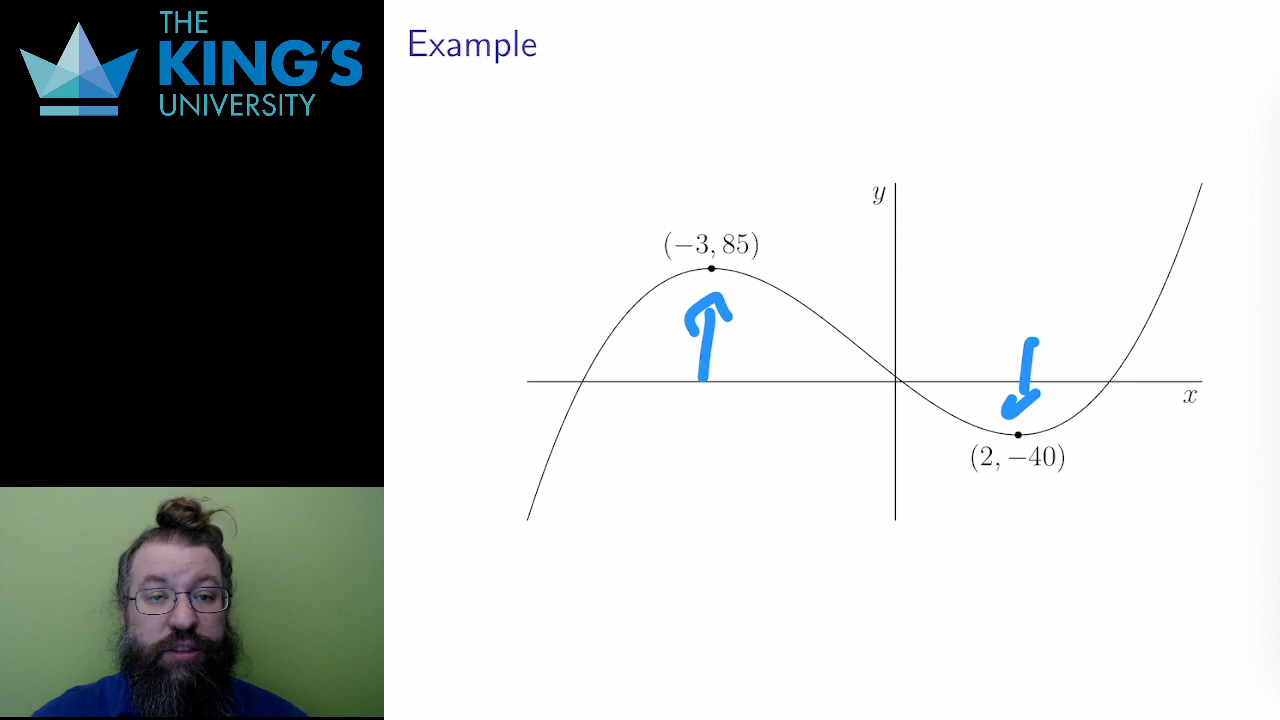 THE
KING'S
UNIVERSITY
Example
y
(−3, 85)
x
(2, −40)